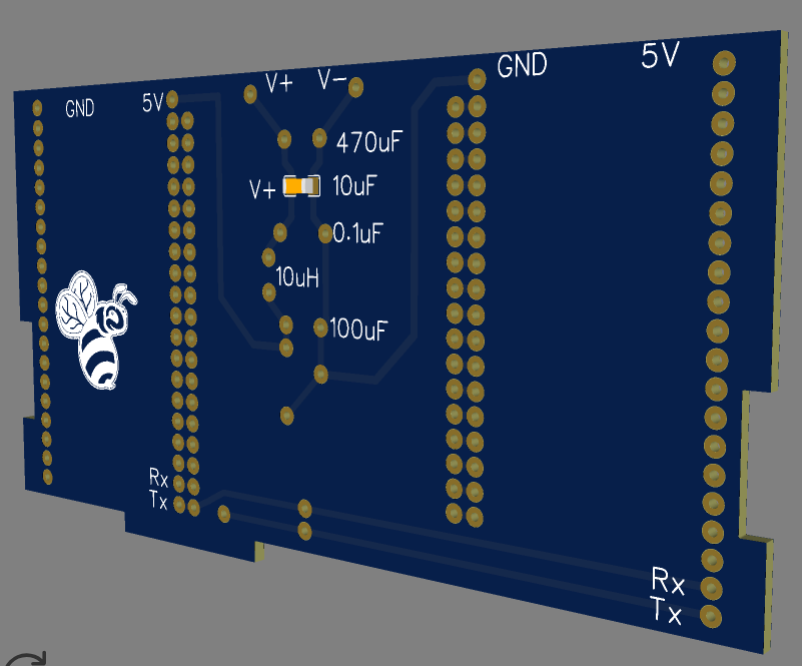 GND
5V
V+ V-
GND
5V
470uF
V+
10uF
0.1uF
10uH
100uF
Rx
Tx
Rx
Tx